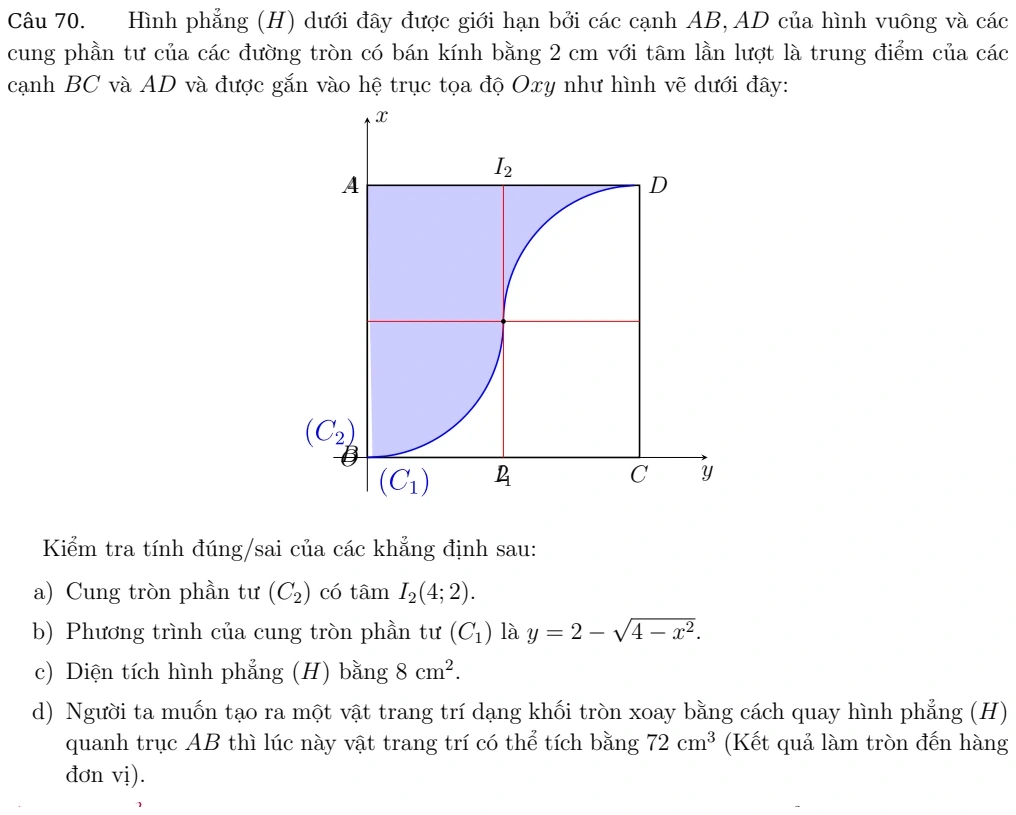 Câu 70. Hình phẳng (H) dưới đây được giới hạn bởi các cạnh AB, AD của hình vuông và các
cung phần tư của các đường tròn có bán kính bằng 2 cm với tâm lần lượt là trung điểm của các
cạnh BC và AD và được gắn vào hệ trục tọa độ Oxy như hình vẽ dưới đây:
x
I₂
A
4
D
(C₂)
B
O
(C₁)
I₁
2
C
y
Kiểm tra tính đúng/sai của các khẳng định sau:
a) Cung tròn phần tư (C₂) có tâm I₂(4; 2).
b) Phương trình của cung tròn phần tư (C₁) là y = 2 − √(4 − x²).
c) Diện tích hình phẳng (H) bằng 8 cm².
d) Người ta muốn tạo ra một vật trang trí dạng khối tròn xoay bằng cách quay hình phẳng (H)
quanh trục AB thì lúc này vật trang trí có thể tích bằng 72 cm³ (Kết quả làm tròn đến hàng
đơn vị).